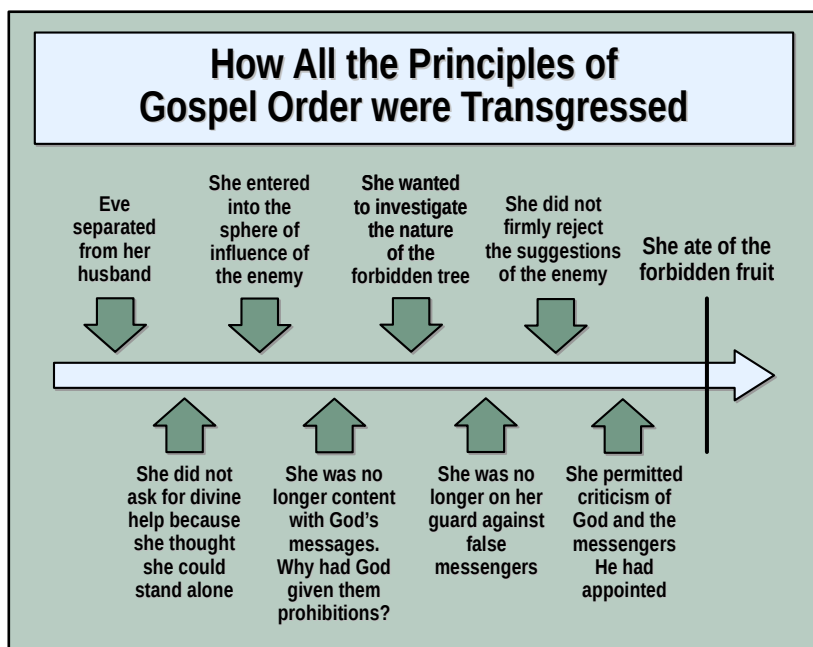 How All the Principles of
Gospel Order were Transgressed
Eve
separated
from her
husband
She entered
into the
sphere of
influence of
the enemy
She wanted
to investigate
the nature
of the
forbidden tree
She did not
firmly reject
the suggestions
of the enemy
She ate of the
forbidden fruit
She did not
ask for divine
help because
she thought
she could
stand alone
She was no
longer content
with God’s
messages.
Why had God
given them
prohibitions?
She was no
longer on her
guard against
false
messengers
She permitted
criticism of
God and the
messengers
He had
appointed